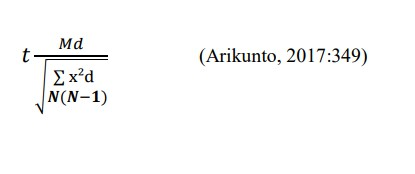 Md
t (Arikunto, 2017:349)
√∑x²d
N(N−1)